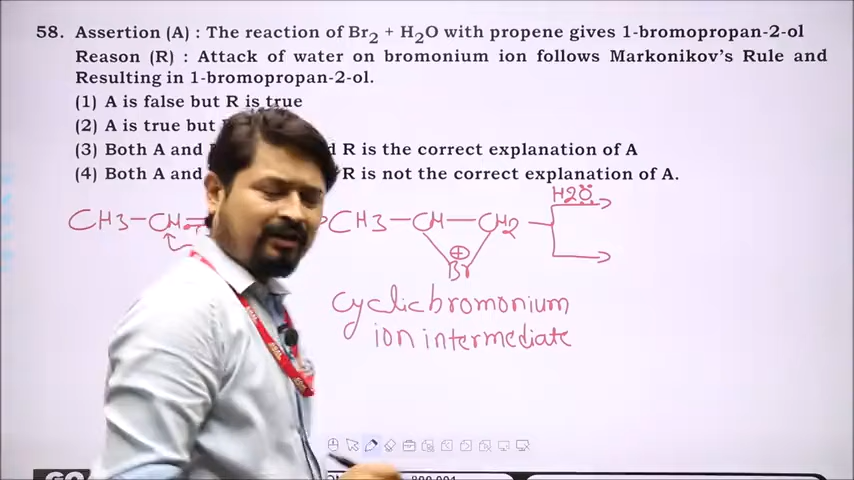 58. Assertion (A) : The reaction of Br2 + H2O with propene gives 1-bromopropan-2-ol
Reason (R) : Attack of water on bromonium ion follows Markonikov's Rule and
Resulting in 1-bromopropan-2-ol.
(1) A is false but R is true
(2) A is true but
(3) Both A and R is the correct explanation of A
(4) Both A and R is not the correct explanation of A.
CH3-CH CH3-CH-CH2 H2O
⊕
Br
cyclic bromonium
ion intermediate